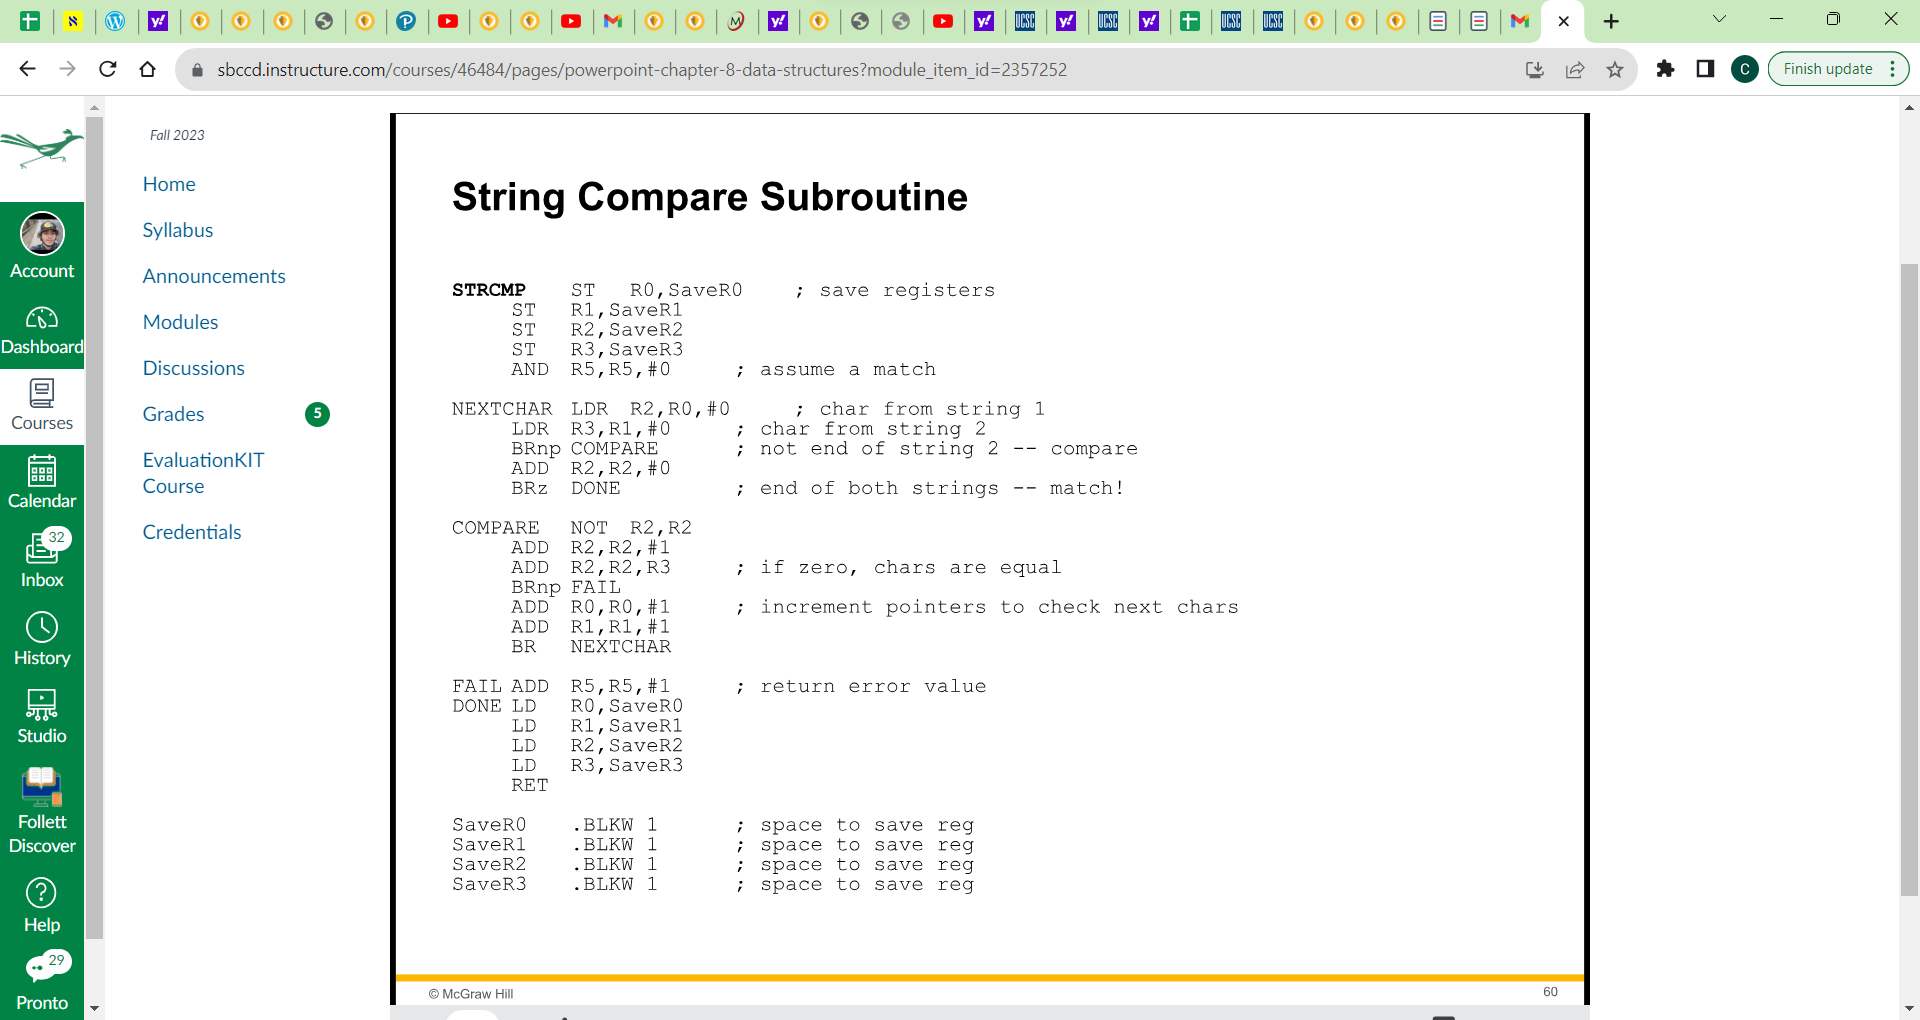 sbccd.instructure.com/courses/46484/pages/powerpoint-chapter-8-data-structures?module_item_id=2357252
C
Finish update
Fall 2023
Home
Syllabus
Announcements
Modules
Discussions
Grades
5
EvaluationKIT
Course
Credentials
Account
Dashboard
Courses
Calendar
32
Inbox
History
Studio
Follett
Discover
Help
29
Pronto
String Compare Subroutine
STRCMP ST R0,SaveR0 ; save registers
ST R1,SaveR1
ST R2,SaveR2
ST R3,SaveR3
AND R5,R5,#0 ; assume a match
NEXTCHAR LDR R2,R0,#0 ; char from string 1
LDR R3,R1,#0 ; char from string 2
BRnp COMPARE ; not end of string 2 -- compare
ADD R2,R2,#0
BRz DONE ; end of both strings -- match!
COMPARE NOT R2,R2
ADD R2,R2,#1
ADD R2,R2,R3 ; if zero, chars are equal
BRnp FAIL
ADD R0,R0,#1 ; increment pointers to check next chars
ADD R1,R1,#1
BR NEXTCHAR
FAIL ADD R5,R5,#1 ; return error value
DONE LD R0,SaveR0
LD R1,SaveR1
LD R2,SaveR2
LD R3,SaveR3
RET
SaveR0 .BLKW 1 ; space to save reg
SaveR1 .BLKW 1 ; space to save reg
SaveR2 .BLKW 1 ; space to save reg
SaveR3 .BLKW 1 ; space to save reg
© McGraw Hill
60